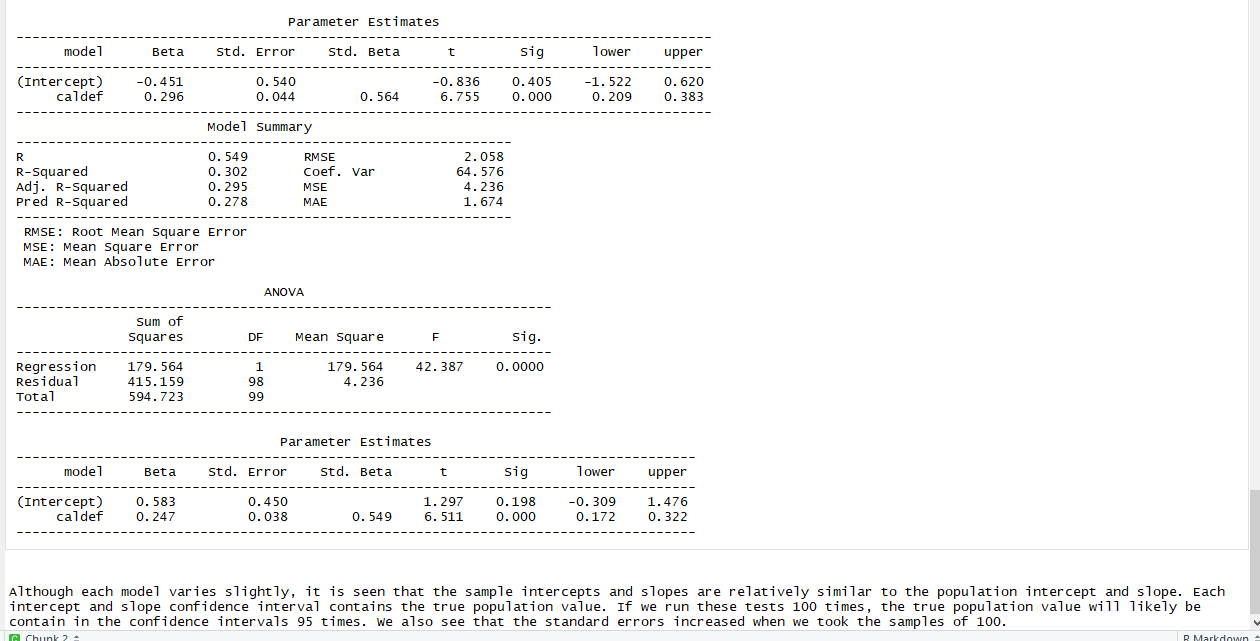 Parameter Estimates
model Beta Std. Error Std. Beta t Sig lower upper
(Intercept) -0.451 0.540 -0.836 0.405 -1.522 0.620
caldef 0.296 0.044 0.564 6.755 0.000 0.209 0.383
Model Summary
R 0.549 RMSE 2.058
R-Squared 0.302 Coef. Var 64.576
Adj. R-Squared 0.295 MSE 4.236
Pred R-Squared 0.278 MAE 1.674
RMSE: Root Mean Square Error
MSE: Mean Square Error
MAE: Mean Absolute Error
ANOVA
Sum of
Squares DF Mean Square F Sig.
Regression 179.564 1 179.564 42.387 0.0000
Residual 415.159 98 4.236
Total 594.723 99
Parameter Estimates
model Beta Std. Error Std. Beta t Sig lower upper
(Intercept) 0.583 0.450 1.297 0.198 -0.309 1.476
caldef 0.247 0.038 0.549 6.511 0.000 0.172 0.322
Although each model varies slightly, it is seen that the sample intercepts and slopes are relatively similar to the population intercept and slope. Each
intercept and slope confidence interval contains the true population value. If we run these tests 100 times, the true population value will likely be
contain in the confidence intervals 95 times. We also see that the standard errors increased when we took the samples of 100.
Chunk 2 R Markdown